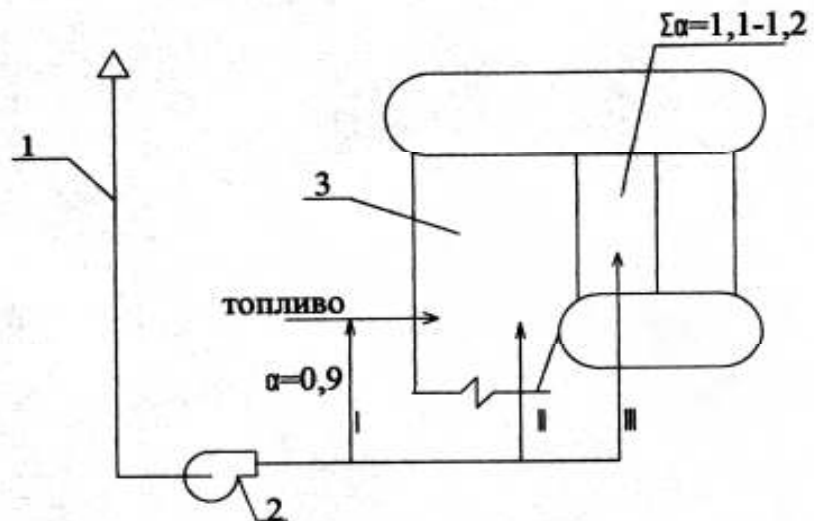 Σα=1,1-1,2
1
3
топливо
α=0,9
I
II
III
2